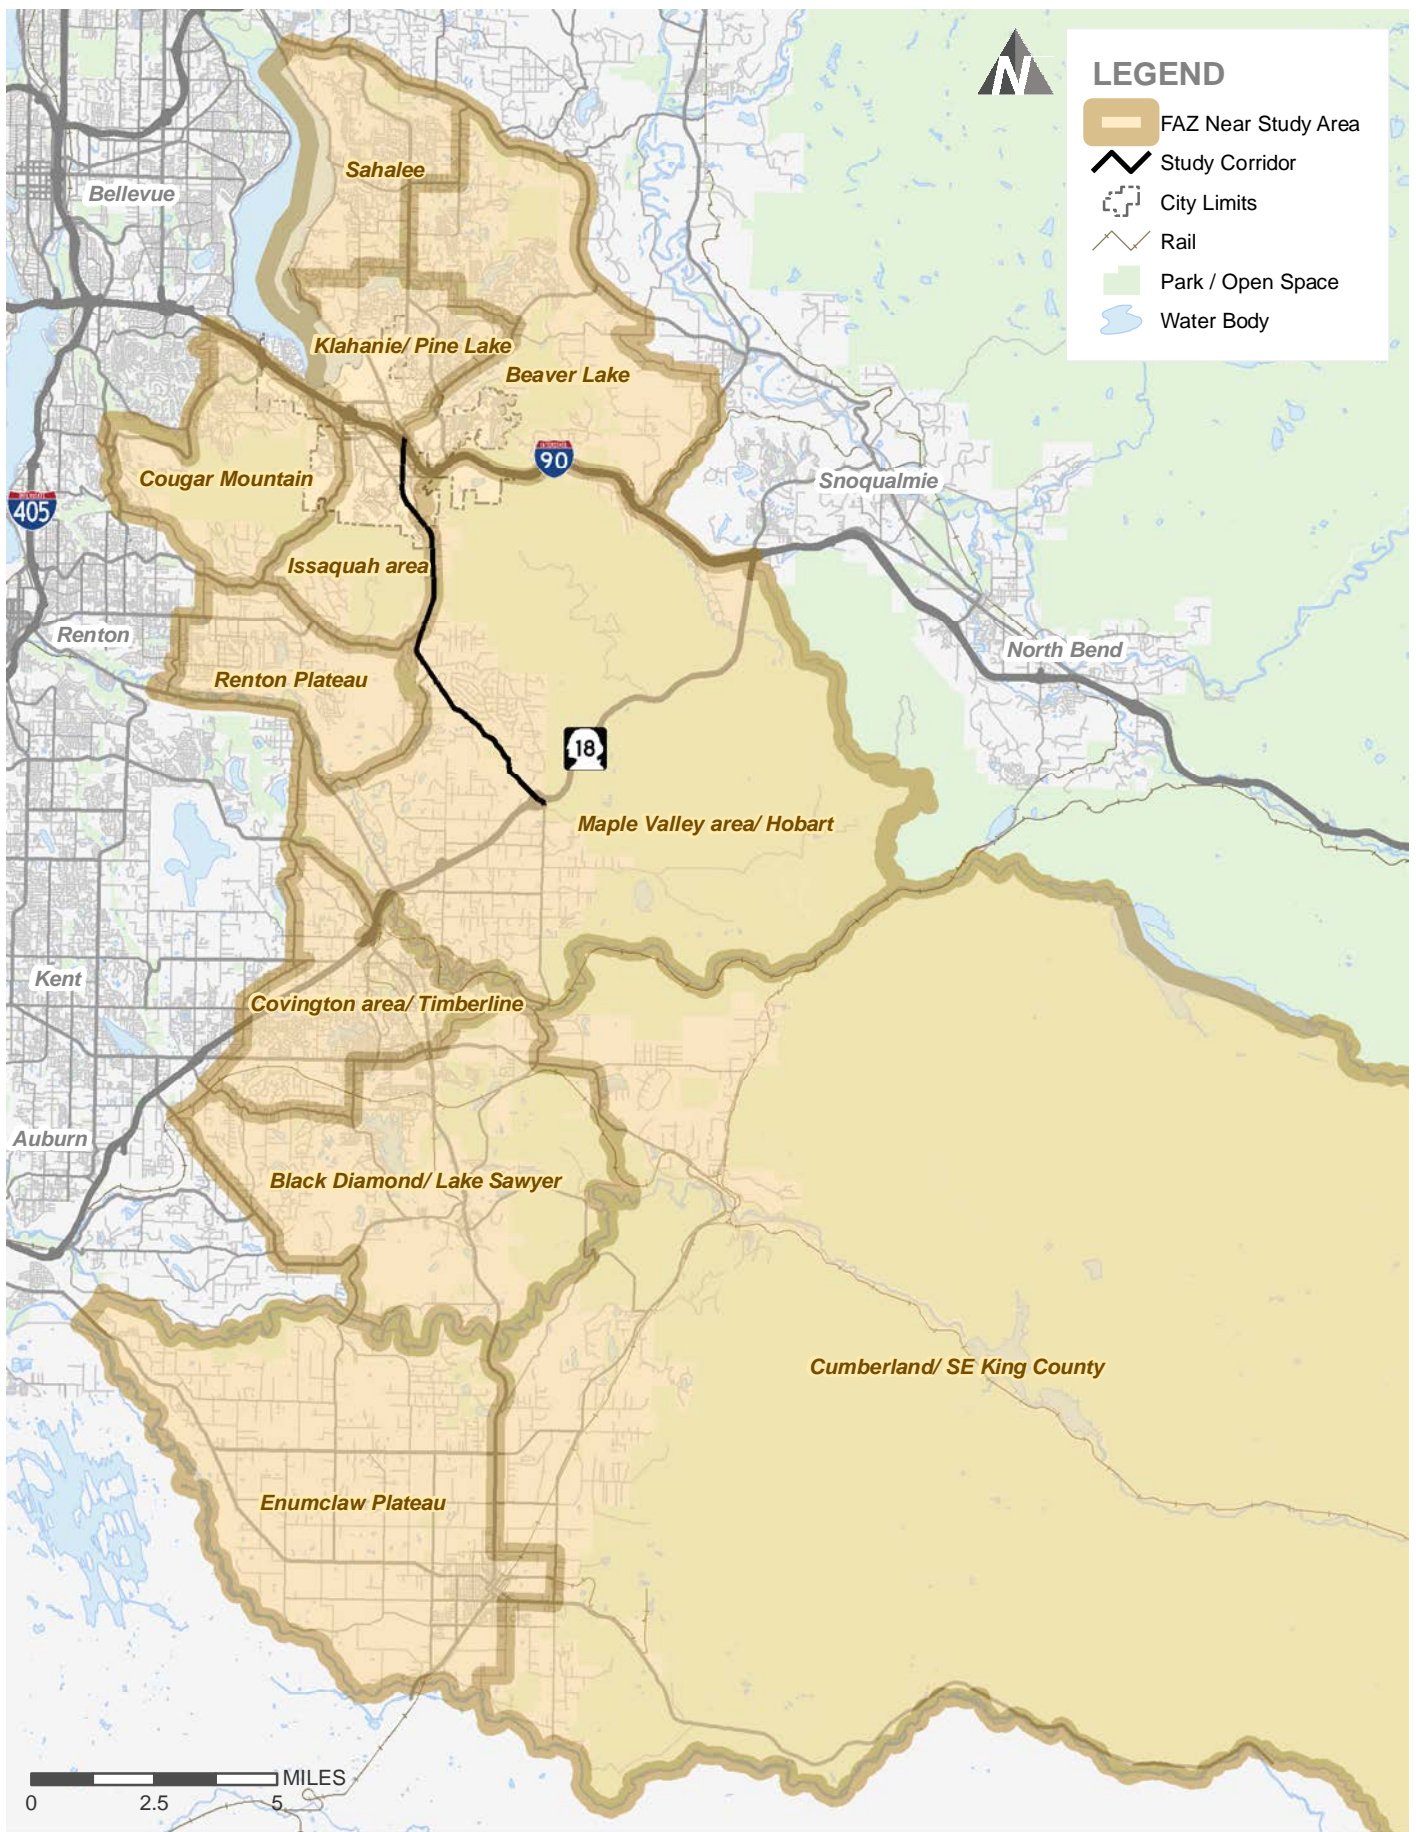 N
LEGEND
FAZ Near Study Area
Study Corridor
City Limits
Rail
Park / Open Space
Water Body
Sahalee
Bellevue
Klahanie/ Pine Lake
Beaver Lake
INTERSTATE
90
Cougar Mountain
Snoqualmie
INTERSTATE
405
Issaquah area
Renton
North Bend
Renton Plateau
18
Maple Valley area/ Hobart
Kent
Covington area/ Timberline
Auburn
Black Diamond/ Lake Sawyer
Cumberland/ SE King County
Enumclaw Plateau
MILES
0 2.5 5